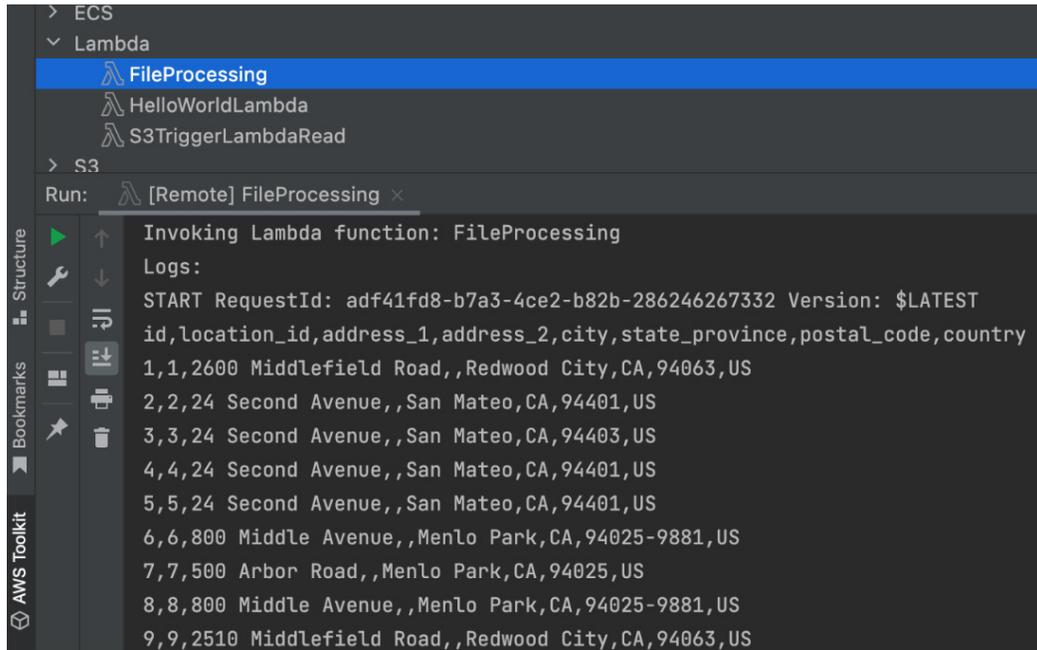 ECS
Lambda
FileProcessing
HelloWorldLambda
S3TriggerLambdaRead
S3
Run:
[Remote] FileProcessing
Structure
Bookmarks
AWS Toolkit
Invoking Lambda function: FileProcessing
Logs:
START RequestId: adf41fd8-b7a3-4ce2-b82b-286246267332 Version: $LATEST
id,location_id,address_1,address_2,city,state_province,postal_code,country
1,1,2600 Middlefield Road,,Redwood City,CA,94063,US
2,2,24 Second Avenue,,San Mateo,CA,94401,US
3,3,24 Second Avenue,,San Mateo,CA,94403,US
4,4,24 Second Avenue,,San Mateo,CA,94401,US
5,5,24 Second Avenue,,San Mateo,CA,94401,US
6,6,800 Middle Avenue,,Menlo Park,CA,94025-9881,US
7,7,500 Arbor Road,,Menlo Park,CA,94025,US
8,8,800 Middle Avenue,,Menlo Park,CA,94025-9881,US
9,9,2510 Middlefield Road,,Redwood City,CA,94063,US